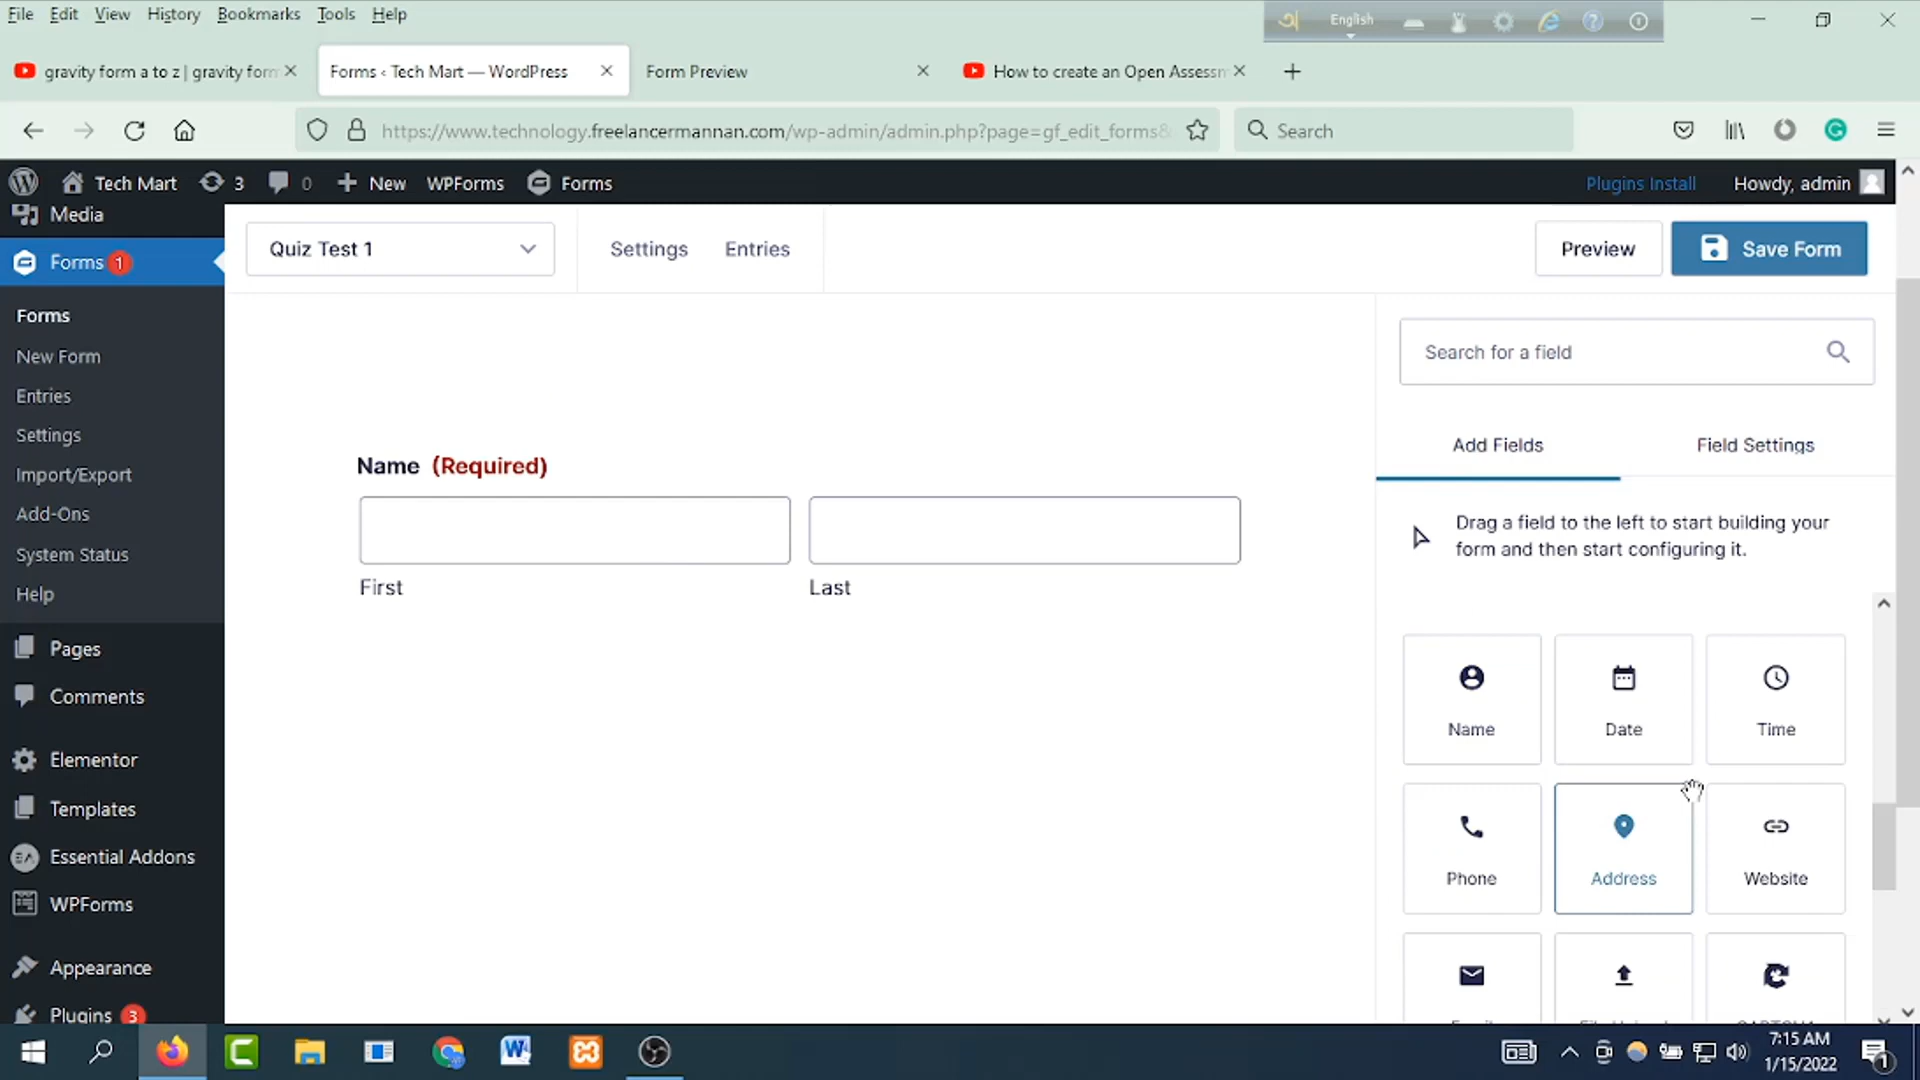 File Edit View History Bookmarks Tools Help
English
gravity form a to z | gravity form
Forms ‹ Tech Mart — WordPress
Form Preview
How to create an Open Assessm
https://www.technology.freelancermannan.com/wp-admin/admin.php?page=gf_edit_forms&
Search
Tech Mart 3 0 New WPForms Forms
Plugins Install Howdy, admin
Media
Forms 1
Forms
New Form
Entries
Settings
Import/Export
Add-Ons
System Status
Help
Pages
Comments
Elementor
Templates
Essential Addons
WPForms
Appearance
Plugins 3
Quiz Test 1
Settings Entries
Preview Save Form
Name (Required)
First Last
Search for a field
Add Fields Field Settings
Drag a field to the left to start building your
form and then start configuring it.
Name Date Time
Phone Address Website
7:15 AM
1/15/2022
1